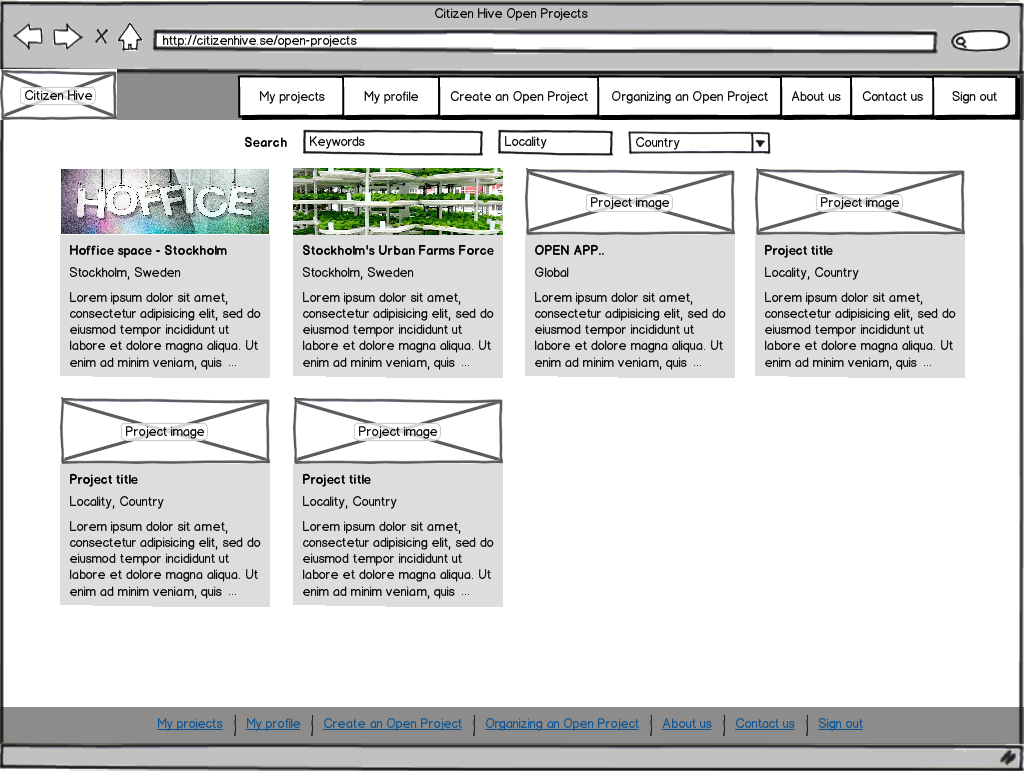 Citizen Hive Open Projects
http://citizenhive.se/open-projects
Citizen Hive
My projects
My profile
Create an Open Project
Organizing an Open Project
About us
Contact us
Sign out
Search
Keywords
Locality
Country
HOFFICE
Hoffice space - Stockholm
Stockholm, Sweden
Lorem ipsum dolor sit amet,
consectetur adipisicing elit, sed do
eiusmod tempor incididunt ut
labore et dolore magna aliqua. Ut
enim ad minim veniam, quis ...
Stockholm's Urban Farms Force
Stockholm, Sweden
Lorem ipsum dolor sit amet,
consectetur adipisicing elit, sed do
eiusmod tempor incididunt ut
labore et dolore magna aliqua. Ut
enim ad minim veniam, quis ...
Project image
OPEN APP..
Global
Lorem ipsum dolor sit amet,
consectetur adipisicing elit, sed do
eiusmod tempor incididunt ut
labore et dolore magna aliqua. Ut
enim ad minim veniam, quis ...
Project image
Project title
Locality, Country
Lorem ipsum dolor sit amet,
consectetur adipisicing elit, sed do
eiusmod tempor incididunt ut
labore et dolore magna aliqua. Ut
enim ad minim veniam, quis ...
Project image
Project title
Locality, Country
Lorem ipsum dolor sit amet,
consectetur adipisicing elit, sed do
eiusmod tempor incididunt ut
labore et dolore magna aliqua. Ut
enim ad minim veniam, quis ...
Project image
Project title
Locality, Country
Lorem ipsum dolor sit amet,
consectetur adipisicing elit, sed do
eiusmod tempor incididunt ut
labore et dolore magna aliqua. Ut
enim ad minim veniam, quis ...
My projects | My profile | Create an Open Project | Organizing an Open Project | About us | Contact us | Sign out